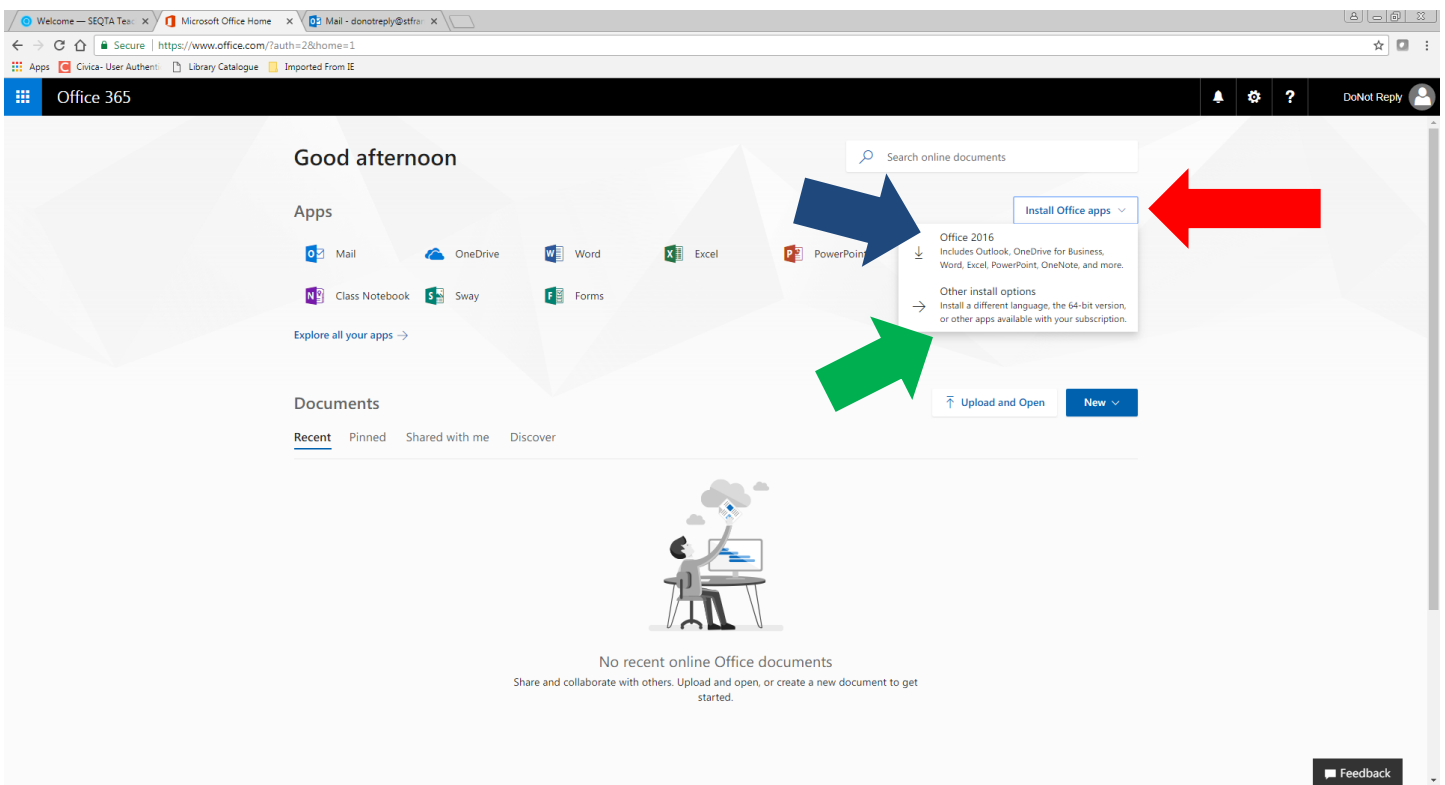 Welcome — SEQTA Teac
Microsoft Office Home
Mail - donotreply@stfran
Secure
https://www.office.com/?auth=2&home=1
Apps
Civica- User Authenti
Library Catalogue
Imported From IE
Office 365
?
DoNot Reply
Good afternoon
Search online documents
Apps
Install Office apps
Mail
OneDrive
Word
Excel
PowerPoint
Class Notebook
Sway
Forms
Office 2016
Includes Outlook, OneDrive for Business,
Word, Excel, PowerPoint, OneNote, and more.
Other install options
Install a different language, the 64-bit version,
or other apps available with your subscription.
Explore all your apps →
Documents
Upload and Open
New
Recent Pinned Shared with me Discover
No recent online Office documents
Share and collaborate with others. Upload and open, or create a new document to get
started.
Feedback